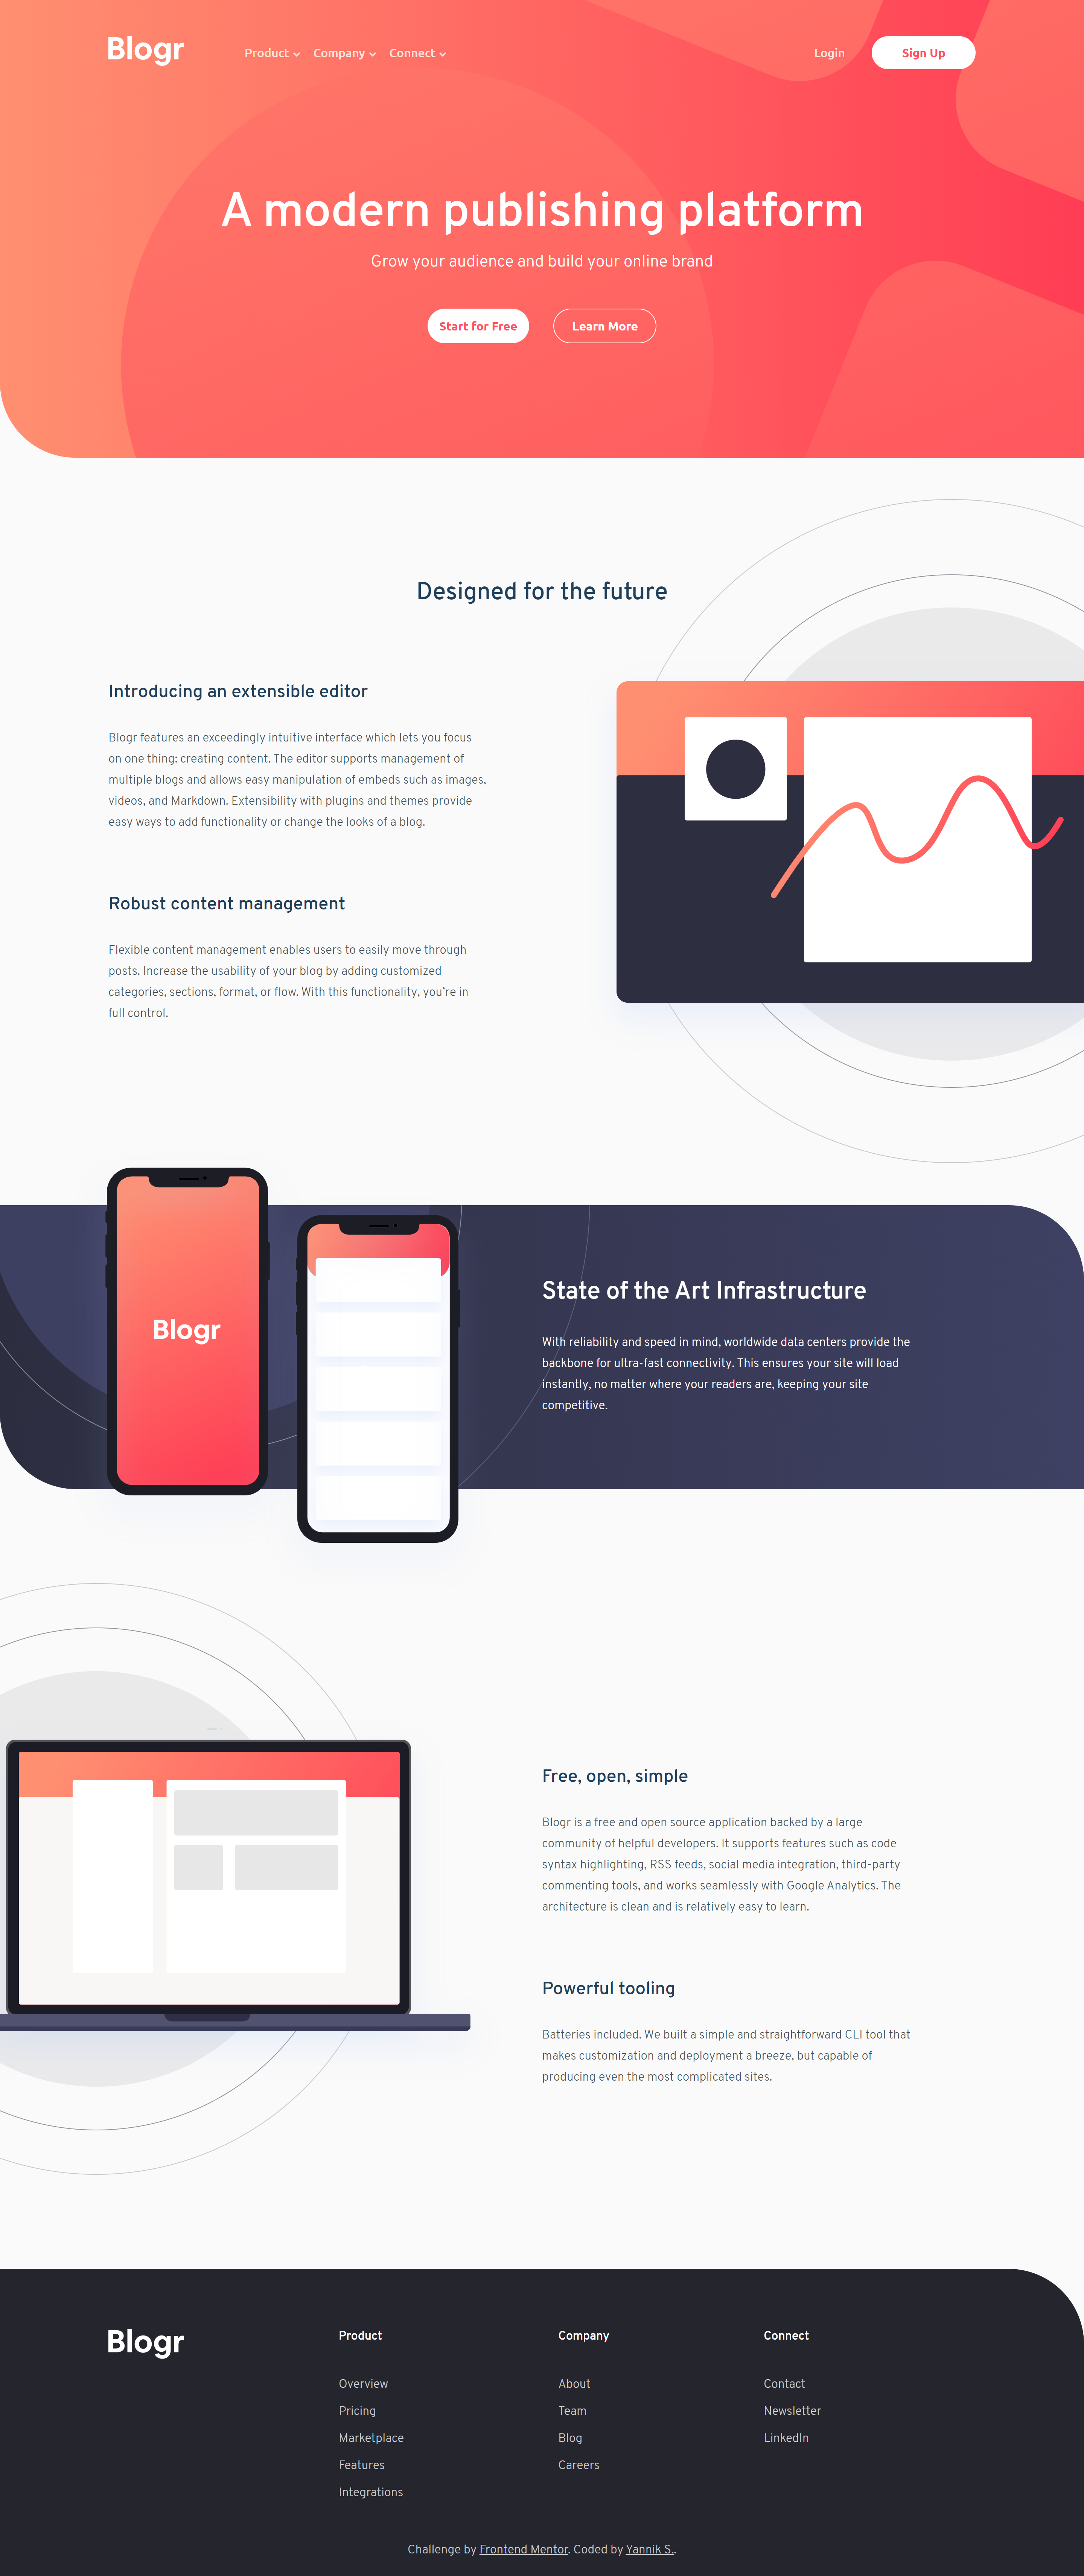 Blogr
Product Company Connect
Login Sign Up
A modern publishing platform
Grow your audience and build your online brand
Start for Free Learn More
Designed for the future
Introducing an extensible editor
Blogr features an exceedingly intuitive interface which lets you focus
on one thing: creating content. The editor supports management of
multiple blogs and allows easy manipulation of embeds such as images,
videos, and Markdown. Extensibility with plugins and themes provide
easy ways to add functionality or change the looks of a blog.
Robust content management
Flexible content management enables users to easily move through
posts. Increase the usability of your blog by adding customized
categories, sections, format, or flow. With this functionality, you're in
full control.
Blogr
State of the Art Infrastructure
With reliability and speed in mind, worldwide data centers provide the
backbone for ultra-fast connectivity. This ensures your site will load
instantly, no matter where your readers are, keeping your site
competitive.
Free, open, simple
Blogr is a free and open source application backed by a large
community of helpful developers. It supports features such as code
syntax highlighting, RSS feeds, social media integration, third-party
commenting tools, and works seamlessly with Google Analytics. The
architecture is clean and is relatively easy to learn.
Powerful tooling
Batteries included. We built a simple and straightforward CLI tool that
makes customization and deployment a breeze, but capable of
producing even the most complicated sites.
Blogr
Product
Overview
Pricing
Marketplace
Features
Integrations
Company
About
Team
Blog
Careers
Connect
Contact
Newsletter
LinkedIn
Challenge by Frontend Mentor. Coded by Yannik S..